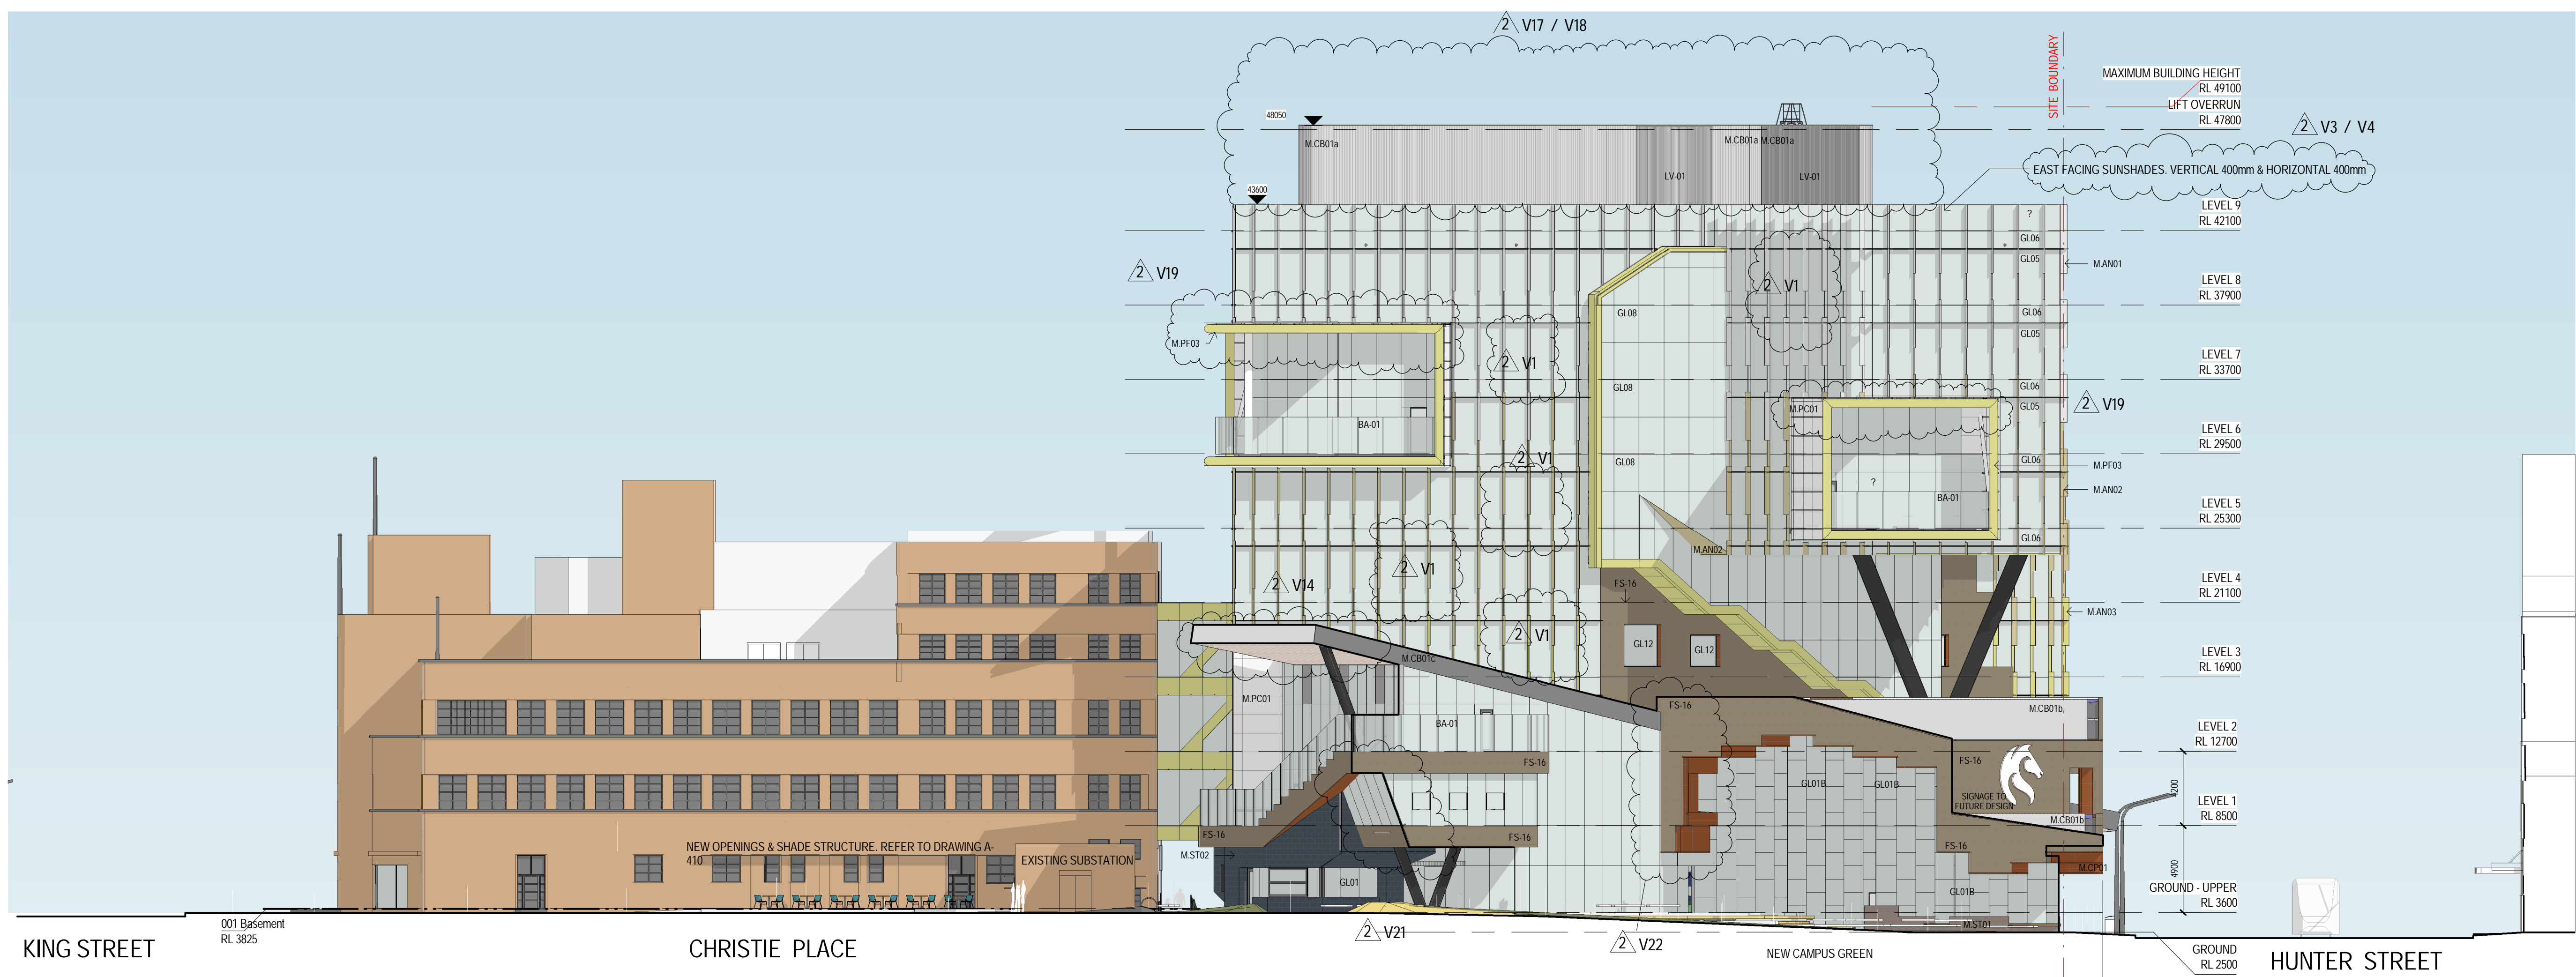 2 V17 / V18
SITE BOUNDARY
MAXIMUM BUILDING HEIGHT
RL 49100
LIFT OVERRUN
RL 47800
48050
2 V3 / V4
M.CB01a
M.CB01a M.CB01a
LV-01
LV-01
EAST FACING SUNSHADES. VERTICAL 400mm & HORIZONTAL 400mm
43600
LEVEL 9
RL 42100
?
GL06
GL05
M.AN01
2 V19
2 V1
LEVEL 8
RL 37900
GL08
GL06
GL05
M.PF03
2 V1
LEVEL 7
RL 33700
GL08
GL06
GL05
M.PC01
2 V19
BA-01
LEVEL 6
RL 29500
2 V1
GL08
GL06
M.PF03
?
BA-01
M.AN02
LEVEL 5
RL 25300
GL06
M.AN02
2 V1
2 V14
FS-16
LEVEL 4
RL 21100
M.AN03
2 V1
GL12
GL12
M.CB01c
LEVEL 3
RL 16900
M.PC01
FS-16
M.CB01b
BA-01
LEVEL 2
RL 12700
FS-16
FS-16
GL01B
GL01B
SIGNAGE TO
FUTURE DESIGN
4200
LEVEL 1
RL 8500
M.CB01b
FS-16
FS-16
FS-16
NEW OPENINGS & SHADE STRUCTURE. REFER TO DRAWING A-
410
EXISTING SUBSTATION
M.ST02
GL01
M.CP01
4900
GL01B
GROUND - UPPER
RL 3600
001 Basement
RL 3825
M.ST01
2 V21
2 V22
NEW CAMPUS GREEN
GROUND
RL 2500
KING STREET
CHRISTIE PLACE
HUNTER STREET